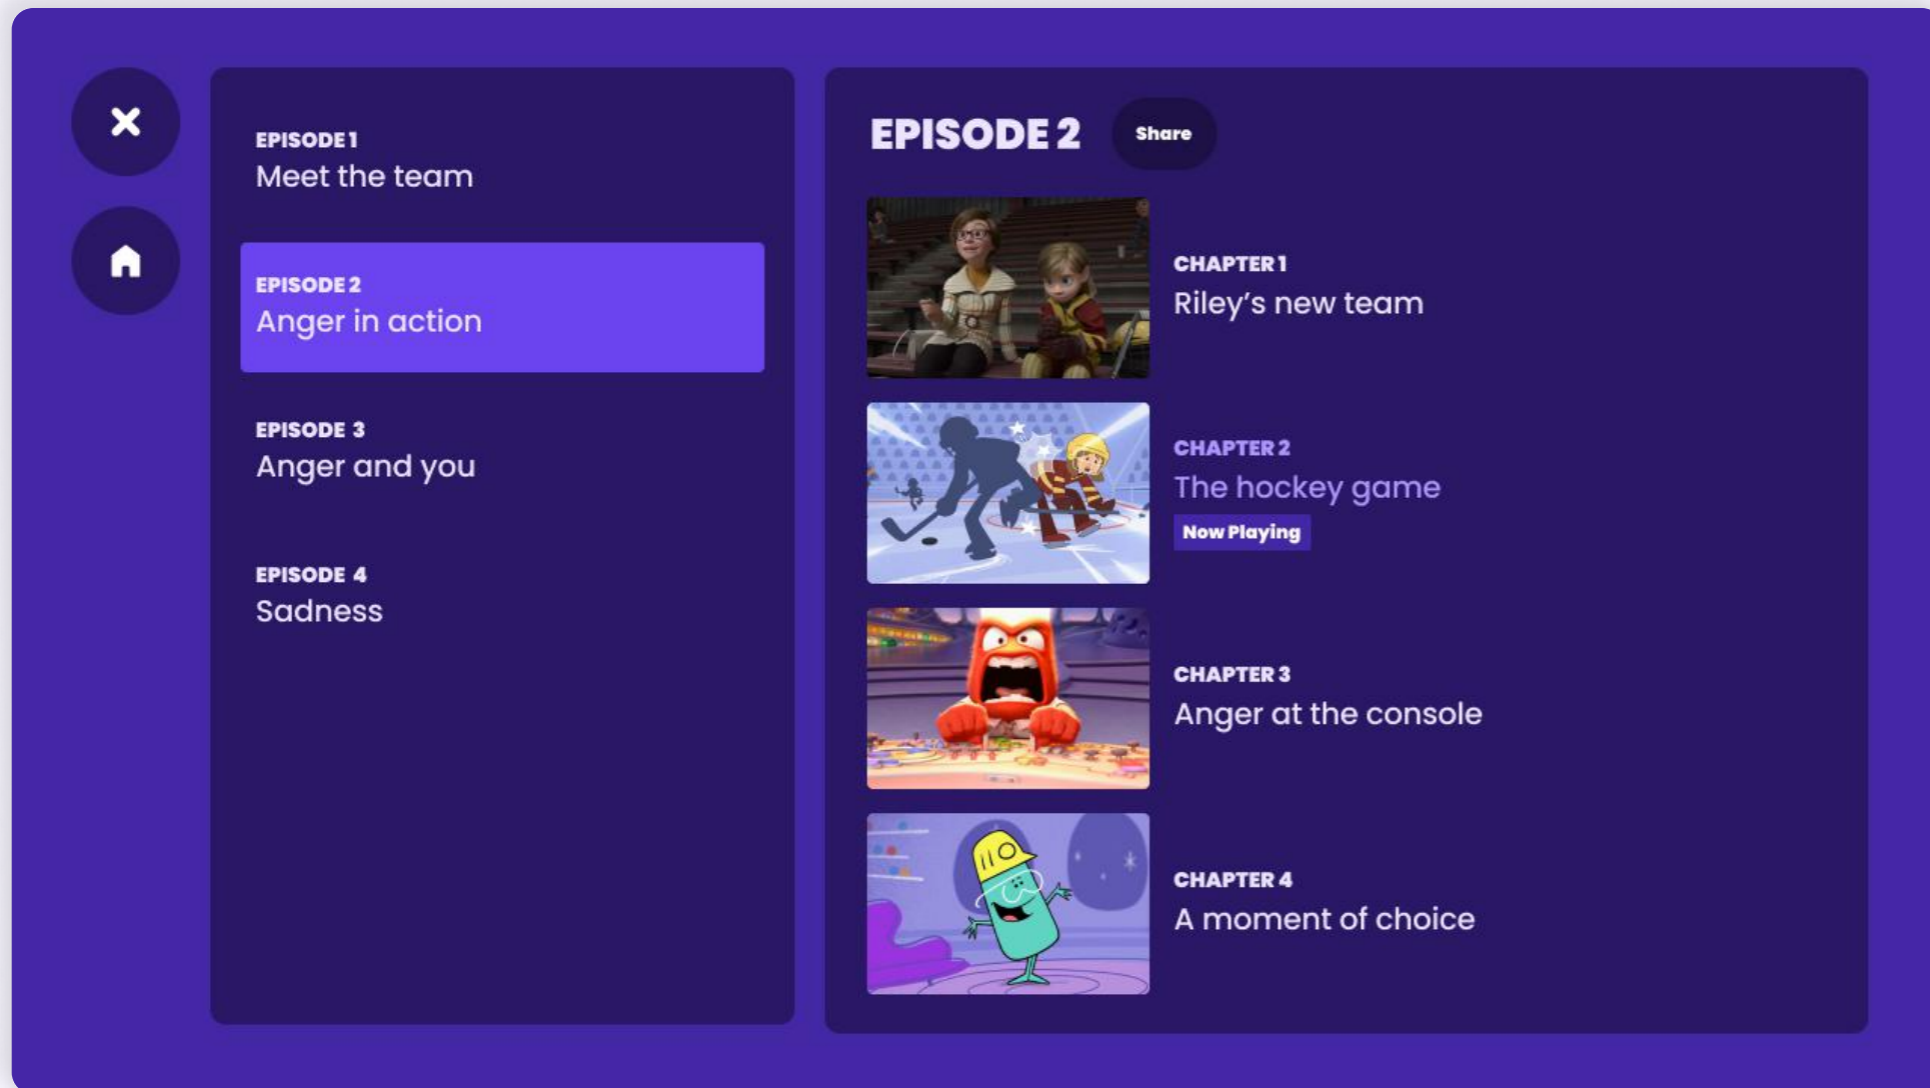 EPISODE 1
Meet the team
EPISODE 2
Anger in action
EPISODE 3
Anger and you
EPISODE 4
Sadness
EPISODE 2
Share
CHAPTER 1
Riley’s new team
CHAPTER 2
The hockey game
Now Playing
CHAPTER 3
Anger at the console
CHAPTER 4
A moment of choice